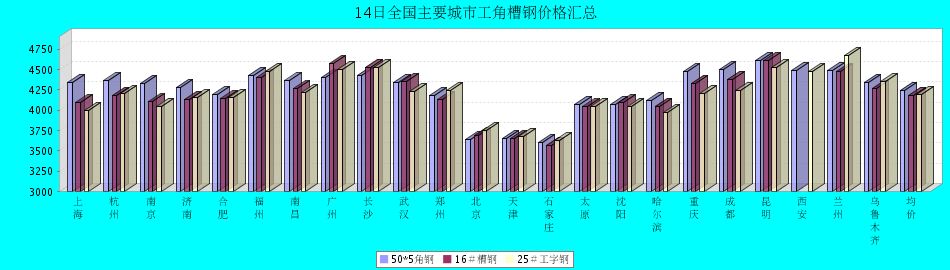 14日全国主要城市工角槽钢价格汇总
4750
4500
4250
4000
3750
3500
3250
3000
上海 杭州 南京 济南 合肥 福州 南昌 广州 长沙 武汉 郑州 北京 天津 石家庄 太原 沈阳 哈尔滨 重庆 成都 昆明 西安 兰州 乌鲁木齐 均价
50*5角钢 16#槽钢 25#工字钢